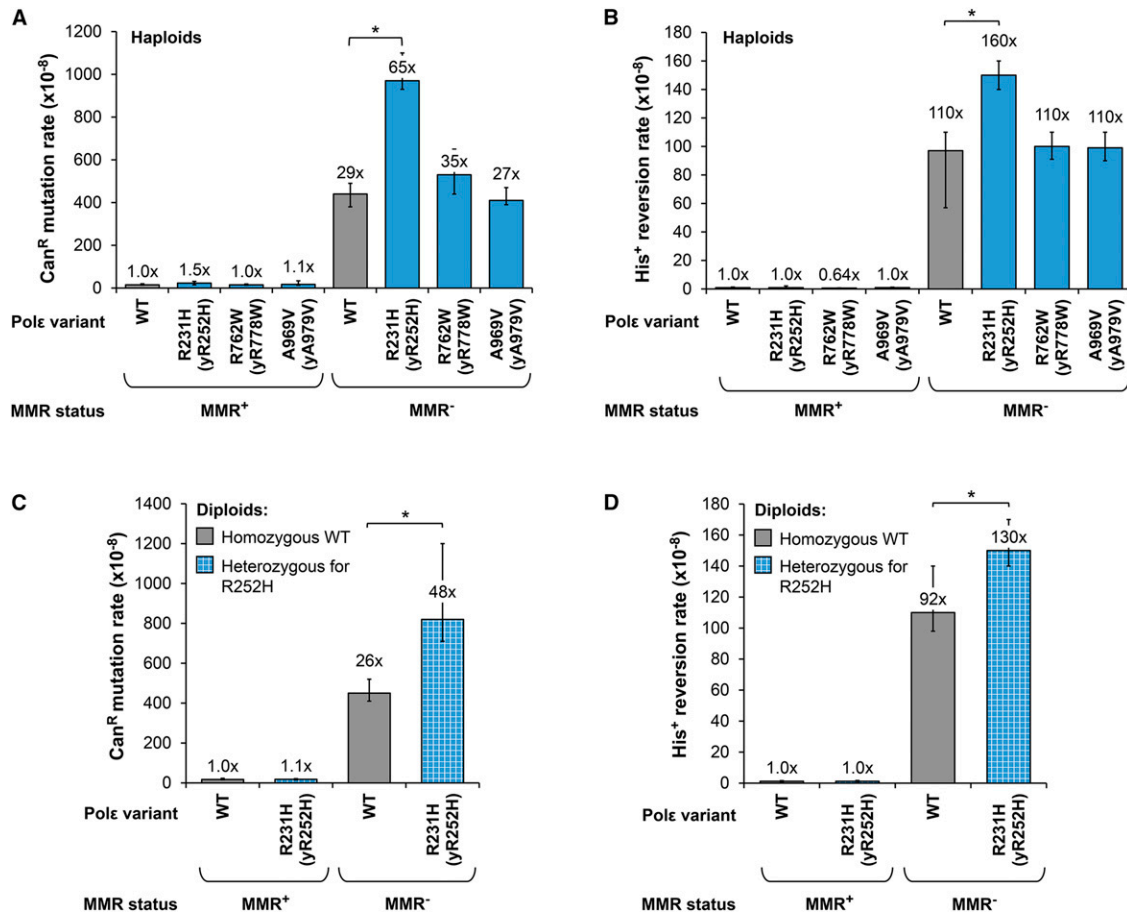 A
Haploids
Can^R mutation rate (x10^-8)
1200
1000
800
600
400
200
0
1.0x
1.5x
1.0x
1.1x
29x
*
65x
35x
27x
Polε variant
WT
R231H
(yR252H)
R762W
(yR778W)
A969V
(yA979V)
WT
R231H
(yR252H)
R762W
(yR778W)
A969V
(yA979V)
MMR status
MMR^+
MMR^-
B
Haploids
His^+ reversion rate (x10^-8)
180
160
140
120
100
80
60
40
20
0
1.0x
1.0x
0.64x
1.0x
110x
*
160x
110x
110x
Polε variant
WT
R231H
(yR252H)
R762W
(yR778W)
A969V
(yA979V)
WT
R231H
(yR252H)
R762W
(yR778W)
A969V
(yA979V)
MMR status
MMR^+
MMR^-
C
Diploids:
Homozygous WT
Heterozygous for
R252H
Can^R mutation rate (x10^-8)
1400
1200
1000
800
600
400
200
0
1.0x
1.1x
26x
*
48x
Polε variant
WT
R231H
(yR252H)
WT
R231H
(yR252H)
MMR status
MMR^+
MMR^-
D
Diploids:
Homozygous WT
Heterozygous for
R252H
His^+ reversion rate (x10^-8)
180
160
140
120
100
80
60
40
20
0
1.0x
1.0x
92x
*
130x
Polε variant
WT
R231H
(yR252H)
WT
R231H
(yR252H)
MMR status
MMR^+
MMR^-